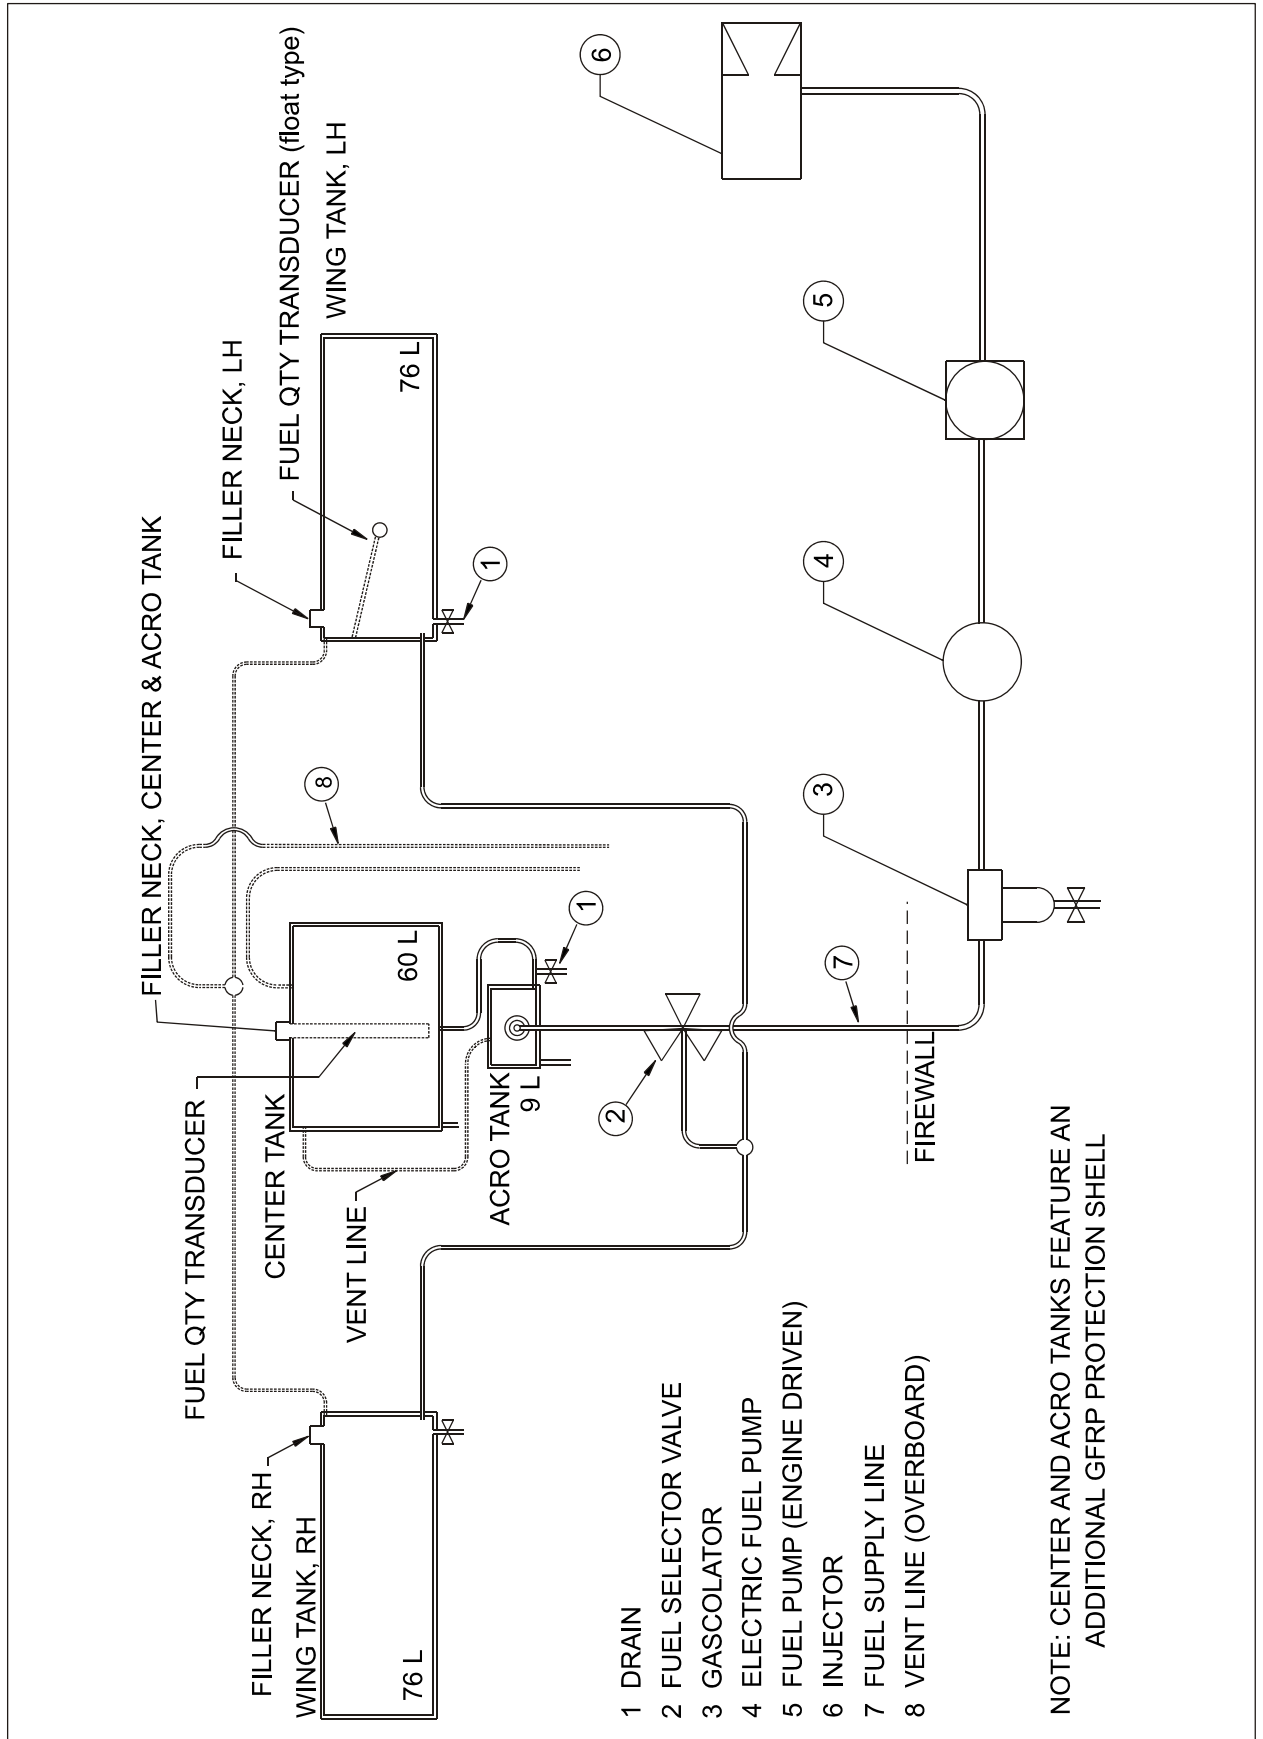 FILLER NECK, CENTER & ACRO TANK
FUEL QTY TRANSDUCER
FILLER NECK, RH
WING TANK, RH
76 L
CENTER TANK
60 L
VENT LINE
ACRO TANK
9 L
FILLER NECK, LH
FUEL QTY TRANSDUCER (float type)
WING TANK, LH
76 L
8
1
1
2
7
FIREWALL
3
4
5
6
1 DRAIN
2 FUEL SELECTOR VALVE
3 GASCOLATOR
4 ELECTRIC FUEL PUMP
5 FUEL PUMP (ENGINE DRIVEN)
6 INJECTOR
7 FUEL SUPPLY LINE
8 VENT LINE (OVERBOARD)
NOTE: CENTER AND ACRO TANKS FEATURE AN
ADDITIONAL GFRP PROTECTION SHELL